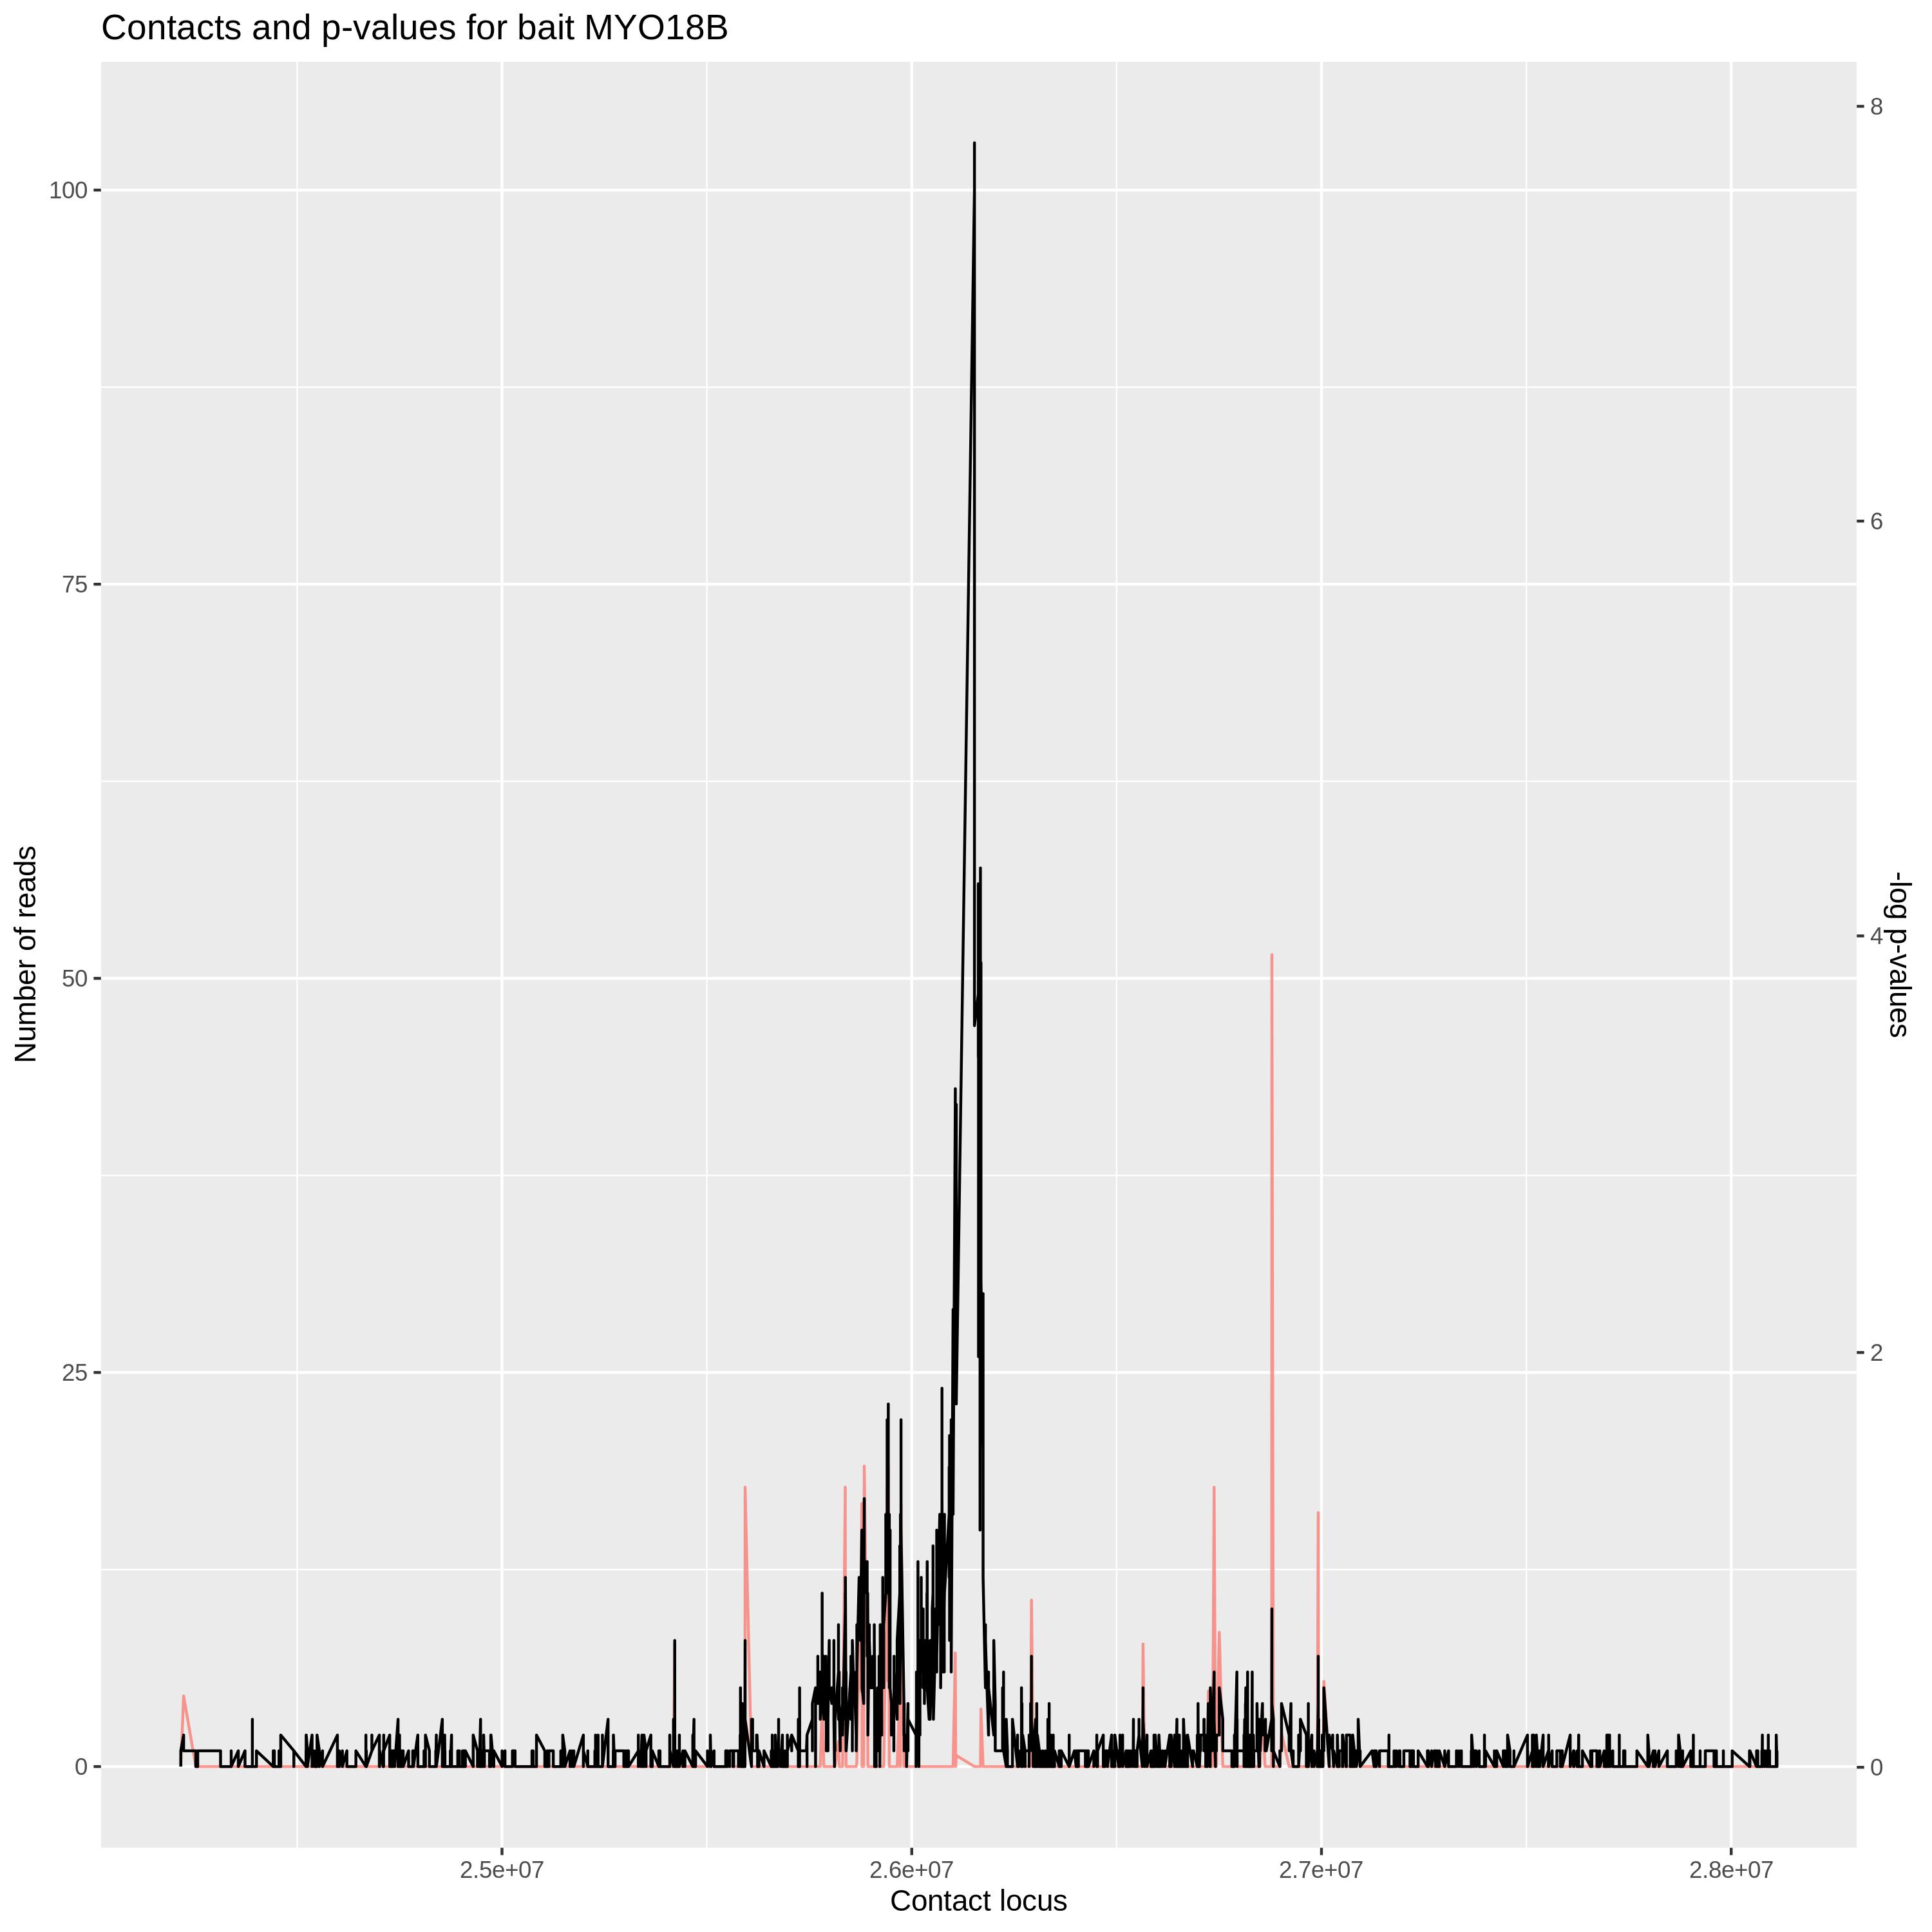 Contacts and p-values for bait MYO18B
100
75
50
25
0
8
6
4
2
0
Number of reads
-log p-values
2.5e+07
2.6e+07
2.7e+07
2.8e+07
Contact locus